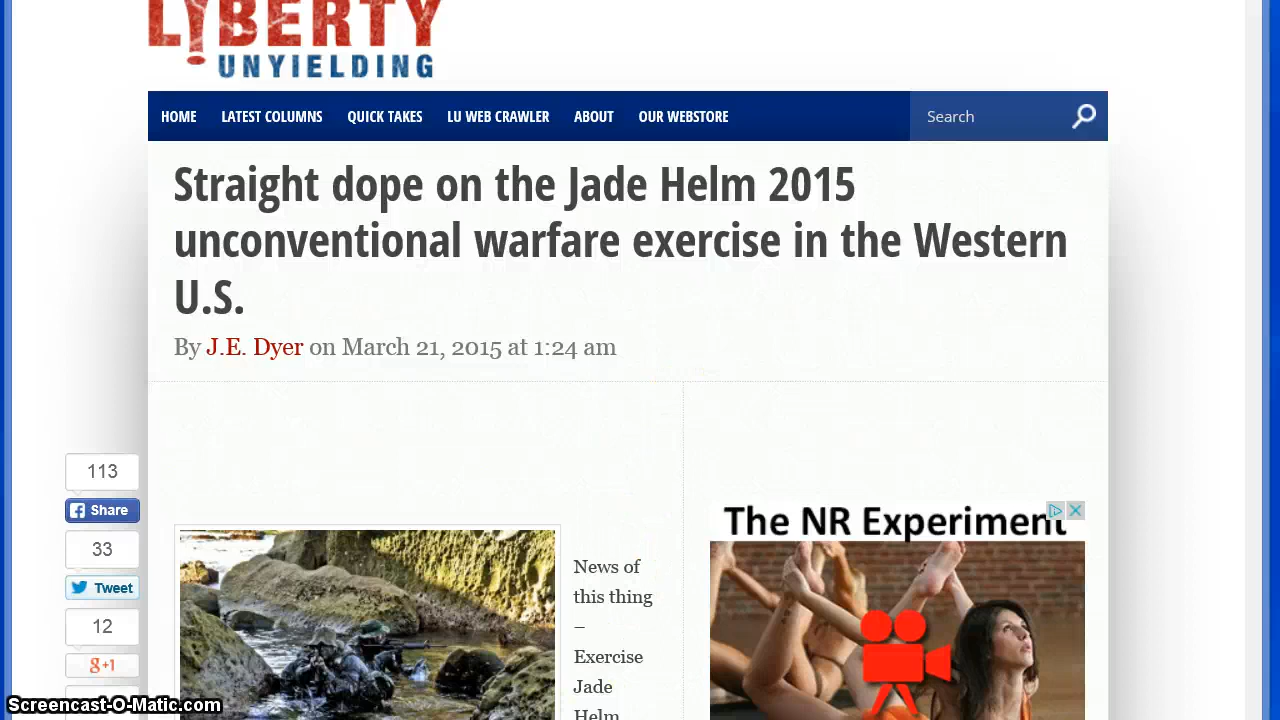 LIBERTY
UNYIELDING
HOME LATEST COLUMNS QUICK TAKES LU WEB CRAWLER ABOUT OUR WEBSTORE Search
Straight dope on the Jade Helm 2015
unconventional warfare exercise in the Western
U.S.
By J.E. Dyer on March 21, 2015 at 1:24 am
113
Share
33
Tweet
12
g+1
News of
this thing
–
Exercise
Jade
Helm
The NR Experiment
Screencast-O-Matic.com